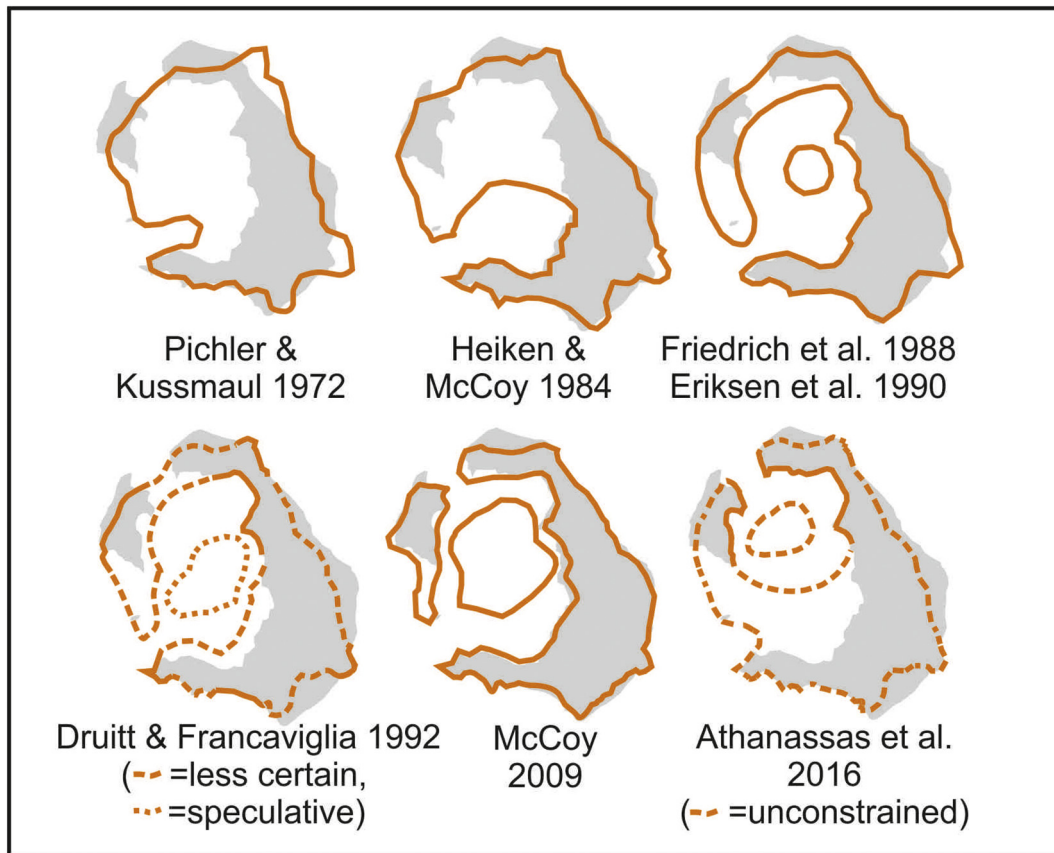 Pichler &
Kussmaul 1972
Heiken &
McCoy 1984
Friedrich et al. 1988
Eriksen et al. 1990
Druitt & Francaviglia 1992
( =less certain,
=speculative)
McCoy
2009
Athanassas et al.
2016
( =unconstrained)